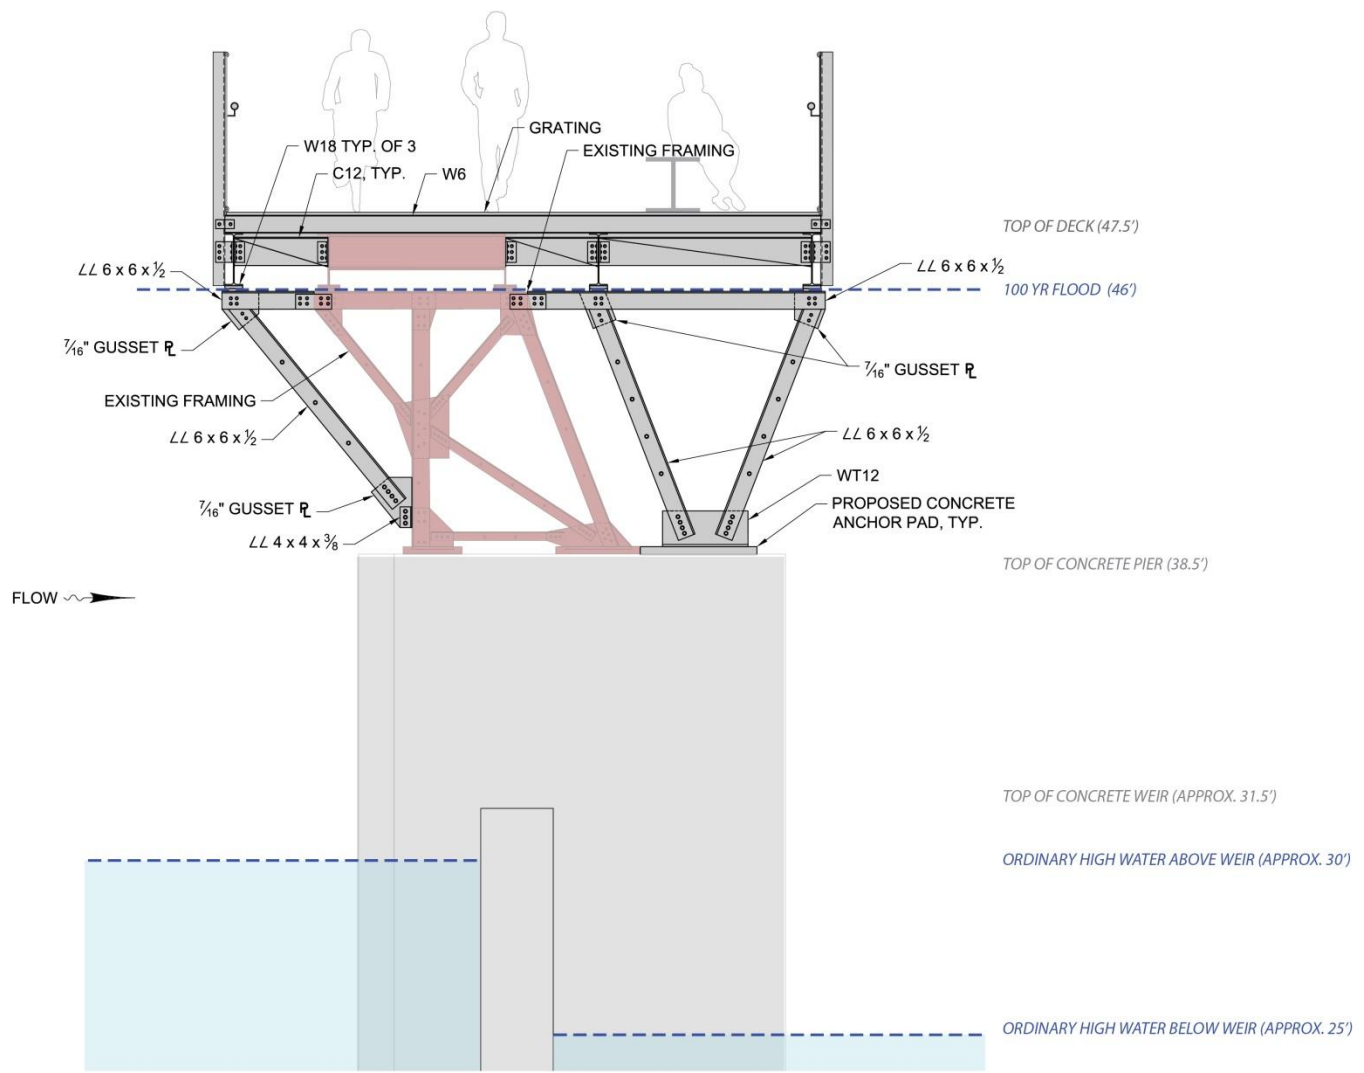 GRATING
W18 TYP. OF 3
EXISTING FRAMING
C12, TYP.
W6
TOP OF DECK (47.5')
∠∠ 6 x 6 x ½
∠∠ 6 x 6 x ½
100 YR FLOOD (46')
7/16" GUSSET ℄
7/16" GUSSET ℄
EXISTING FRAMING
∠∠ 6 x 6 x ½
∠∠ 6 x 6 x ½
WT12
7/16" GUSSET ℄
PROPOSED CONCRETE
ANCHOR PAD, TYP.
∠∠ 4 x 4 x ⅜
TOP OF CONCRETE PIER (38.5')
FLOW
TOP OF CONCRETE WEIR (APPROX. 31.5')
ORDINARY HIGH WATER ABOVE WEIR (APPROX. 30')
ORDINARY HIGH WATER BELOW WEIR (APPROX. 25')